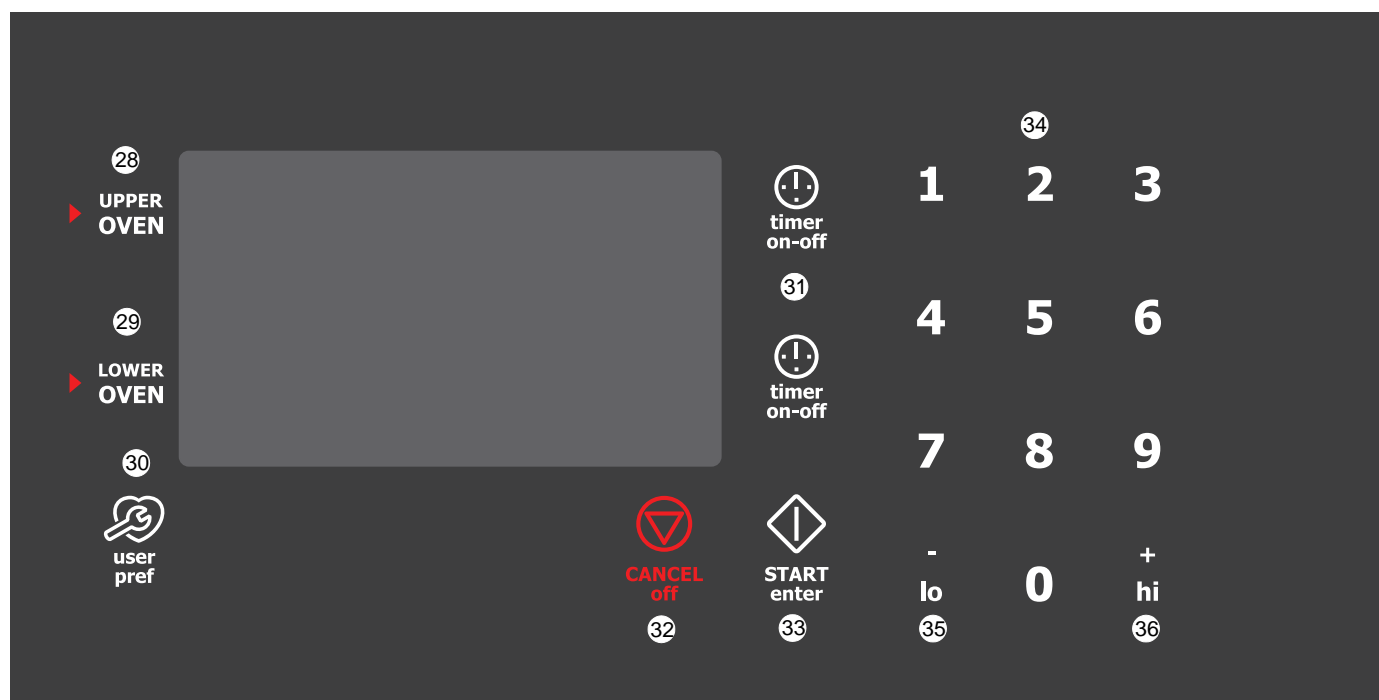 34
28
1 2 3
UPPER
OVEN
timer
on-off
31
29
4 5 6
LOWER
OVEN
timer
on-off
30
7 8 9
user
pref
CANCEL
off
START
enter
-
lo
0
+
hi
32
33
35
36